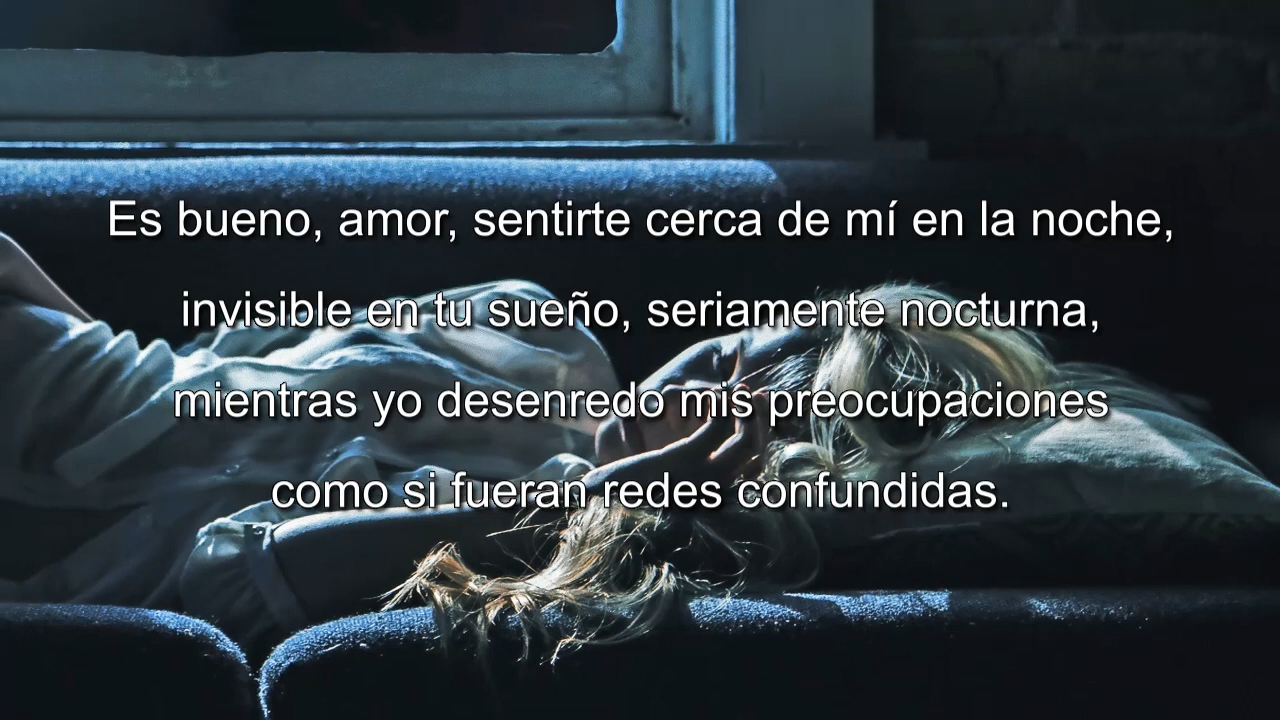 Es bueno, amor, sentirte cerca de mí en la noche,
invisible en tu sueño, seriamente nocturna,
mientras yo desenredo mis preocupaciones
como si fueran redes confundidas.